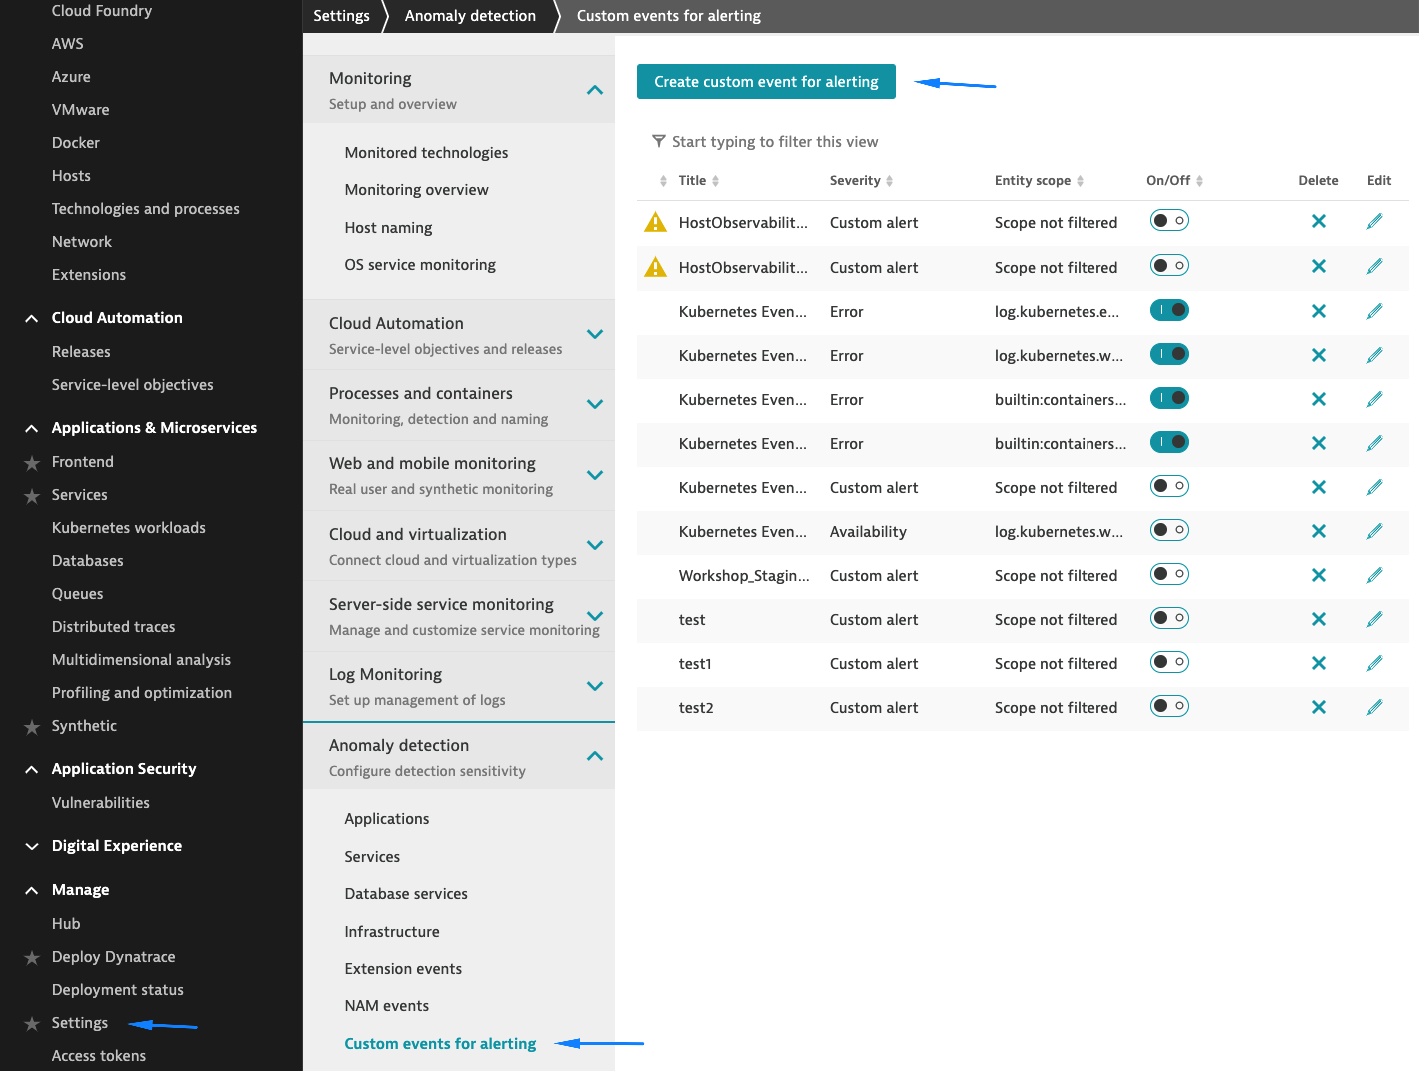 Cloud Foundry
AWS
Azure
VMware
Docker
Hosts
Technologies and processes
Network
Extensions
Cloud Automation
Releases
Service-level objectives
Applications & Microservices
Frontend
Services
Kubernetes workloads
Databases
Queues
Distributed traces
Multidimensional analysis
Profiling and optimization
Synthetic
Application Security
Vulnerabilities
Digital Experience
Manage
Hub
Deploy Dynatrace
Deployment status
Settings
Access tokens
Settings Anomaly detection Custom events for alerting
Monitoring
Setup and overview
Monitored technologies
Monitoring overview
Host naming
OS service monitoring
Cloud Automation
Service-level objectives and releases
Processes and containers
Monitoring, detection and naming
Web and mobile monitoring
Real user and synthetic monitoring
Cloud and virtualization
Connect cloud and virtualization types
Server-side service monitoring
Manage and customize service monitoring
Log Monitoring
Set up management of logs
Anomaly detection
Configure detection sensitivity
Applications
Services
Database services
Infrastructure
Extension events
NAM events
Custom events for alerting
Create custom event for alerting
Start typing to filter this view
Title Severity Entity scope On/Off Delete Edit
HostObservabilit... Custom alert Scope not filtered
HostObservabilit... Custom alert Scope not filtered
Kubernetes Even... Error log.kubernetes.e...
Kubernetes Even... Error log.kubernetes.w...
Kubernetes Even... Error builtin:containers...
Kubernetes Even... Error builtin:containers...
Kubernetes Even... Custom alert Scope not filtered
Kubernetes Even... Availability log.kubernetes.w...
Workshop_Stagin... Custom alert Scope not filtered
test Custom alert Scope not filtered
test1 Custom alert Scope not filtered
test2 Custom alert Scope not filtered